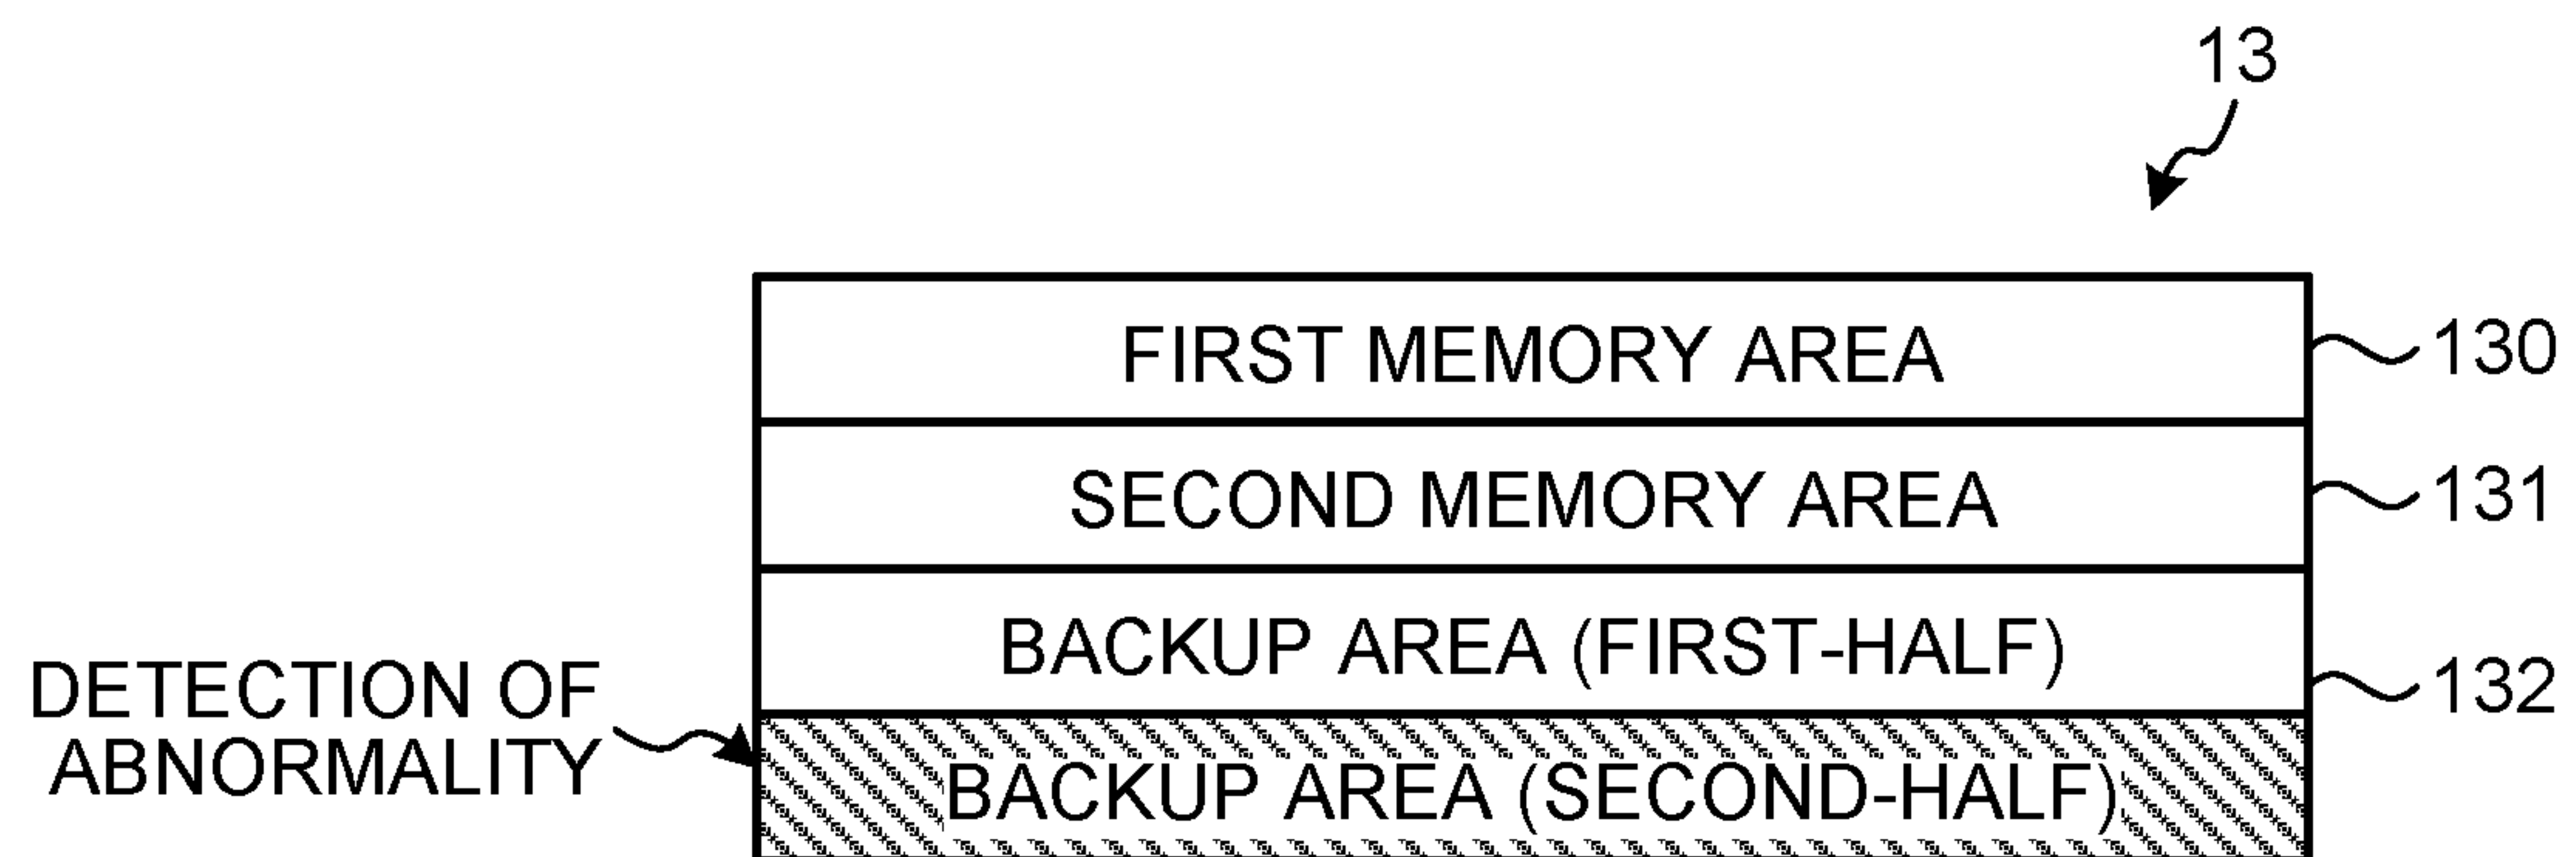 13
FIRST MEMORY AREA
130
SECOND MEMORY AREA
131
BACKUP AREA (FIRST-HALF)
132
DETECTION OF
ABNORMALITY
BACKUP AREA (SECOND-HALF)